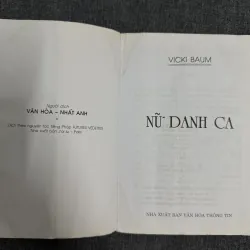 Người dịch
VĂN HÒA - NHẤT ANH
VICKI BAUM
NỮ DANH CA
NHÀ XUẤT BẢN VĂN HÓA THÔNG TIN